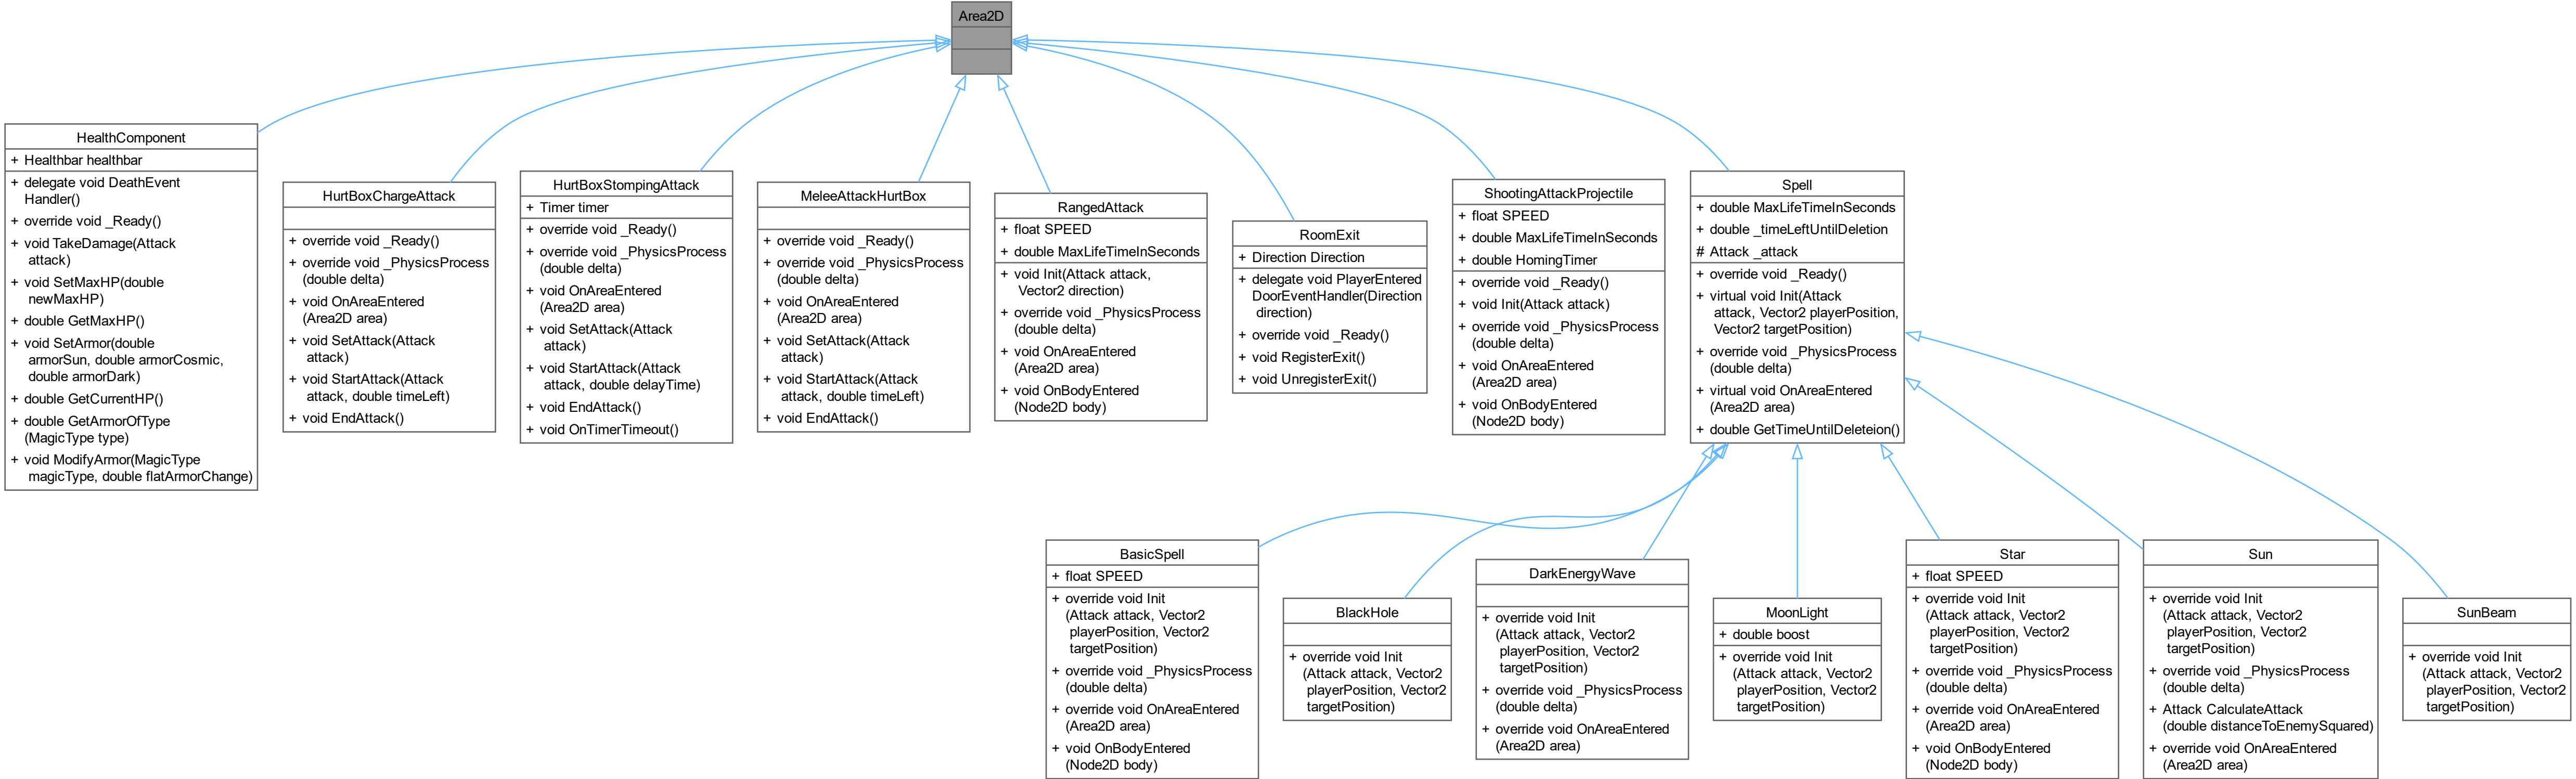 Area2D
HealthComponent
+ Healthbar healthbar
+ delegate void DeathEvent
Handler()
+ override void _Ready()
+ void TakeDamage(Attack
attack)
+ void SetMaxHP(double
newMaxHP)
+ double GetMaxHP()
+ void SetArmor(double
armorSun, double armorCosmic,
double armorDark)
+ double GetCurrentHP()
+ double GetArmorOfType
(MagicType type)
+ void ModifyArmor(MagicType
magicType, double flatArmorChange)
HurtBoxChargeAttack
+ override void _Ready()
+ override void _PhysicsProcess
(double delta)
+ void OnAreaEntered
(Area2D area)
+ void SetAttack(Attack
attack)
+ void StartAttack(Attack
attack, double timeLeft)
+ void EndAttack()
HurtBoxStompingAttack
+ Timer timer
+ override void _Ready()
+ override void _PhysicsProcess
(double delta)
+ void OnAreaEntered
(Area2D area)
+ void SetAttack(Attack
attack)
+ void StartAttack(Attack
attack, double delayTime)
+ void EndAttack()
+ void OnTimerTimeout()
MeleeAttackHurtBox
+ override void _Ready()
+ override void _PhysicsProcess
(double delta)
+ void OnAreaEntered
(Area2D area)
+ void SetAttack(Attack
attack)
+ void StartAttack(Attack
attack, double timeLeft)
+ void EndAttack()
RangedAttack
+ float SPEED
+ double MaxLifeTimeInSeconds
+ void Init(Attack attack,
Vector2 direction)
+ override void _PhysicsProcess
(double delta)
+ void OnAreaEntered
(Area2D area)
+ void OnBodyEntered
(Node2D body)
RoomExit
+ Direction Direction
+ delegate void PlayerEntered
DoorEventHandler(Direction
direction)
+ override void _Ready()
+ void RegisterExit()
+ void UnregisterExit()
ShootingAttackProjectile
+ float SPEED
+ double MaxLifeTimeInSeconds
+ double HomingTimer
+ override void _Ready()
+ void Init(Attack attack)
+ override void _PhysicsProcess
(double delta)
+ void OnAreaEntered
(Area2D area)
+ void OnBodyEntered
(Node2D body)
Spell
+ double MaxLifeTimeInSeconds
+ double _timeLeftUntilDeletion
# Attack _attack
+ override void _Ready()
+ virtual void Init(Attack
attack, Vector2 playerPosition,
Vector2 targetPosition)
+ override void _PhysicsProcess
(double delta)
+ virtual void OnAreaEntered
(Area2D area)
+ double GetTimeUntilDeleteion()
BasicSpell
+ float SPEED
+ override void Init
(Attack attack, Vector2
playerPosition, Vector2
targetPosition)
+ override void _PhysicsProcess
(double delta)
+ override void OnAreaEntered
(Area2D area)
+ void OnBodyEntered
(Node2D body)
BlackHole
+ override void Init
(Attack attack, Vector2
playerPosition, Vector2
targetPosition)
DarkEnergyWave
+ override void Init
(Attack attack, Vector2
playerPosition, Vector2
targetPosition)
+ override void _PhysicsProcess
(double delta)
+ override void OnAreaEntered
(Area2D area)
MoonLight
+ double boost
+ override void Init
(Attack attack, Vector2
playerPosition, Vector2
targetPosition)
Star
+ float SPEED
+ override void Init
(Attack attack, Vector2
playerPosition, Vector2
targetPosition)
+ override void _PhysicsProcess
(double delta)
+ override void OnAreaEntered
(Area2D area)
+ void OnBodyEntered
(Node2D body)
Sun
+ override void Init
(Attack attack, Vector2
playerPosition, Vector2
targetPosition)
+ override void _PhysicsProcess
(double delta)
+ Attack CalculateAttack
(double distanceToEnemySquared)
+ override void OnAreaEntered
(Area2D area)
SunBeam
+ override void Init
(Attack attack, Vector2
playerPosition, Vector2
targetPosition)